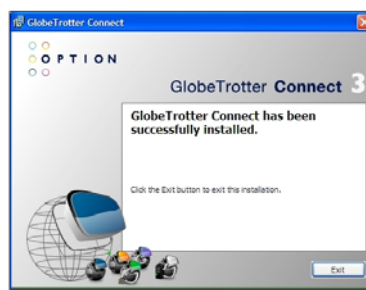 GlobeTrotter Connect
OPTION
GlobeTrotter Connect 3
GlobeTrotter Connect has been
successfully installed.
Click the Exit button to exit this installation.
Exit